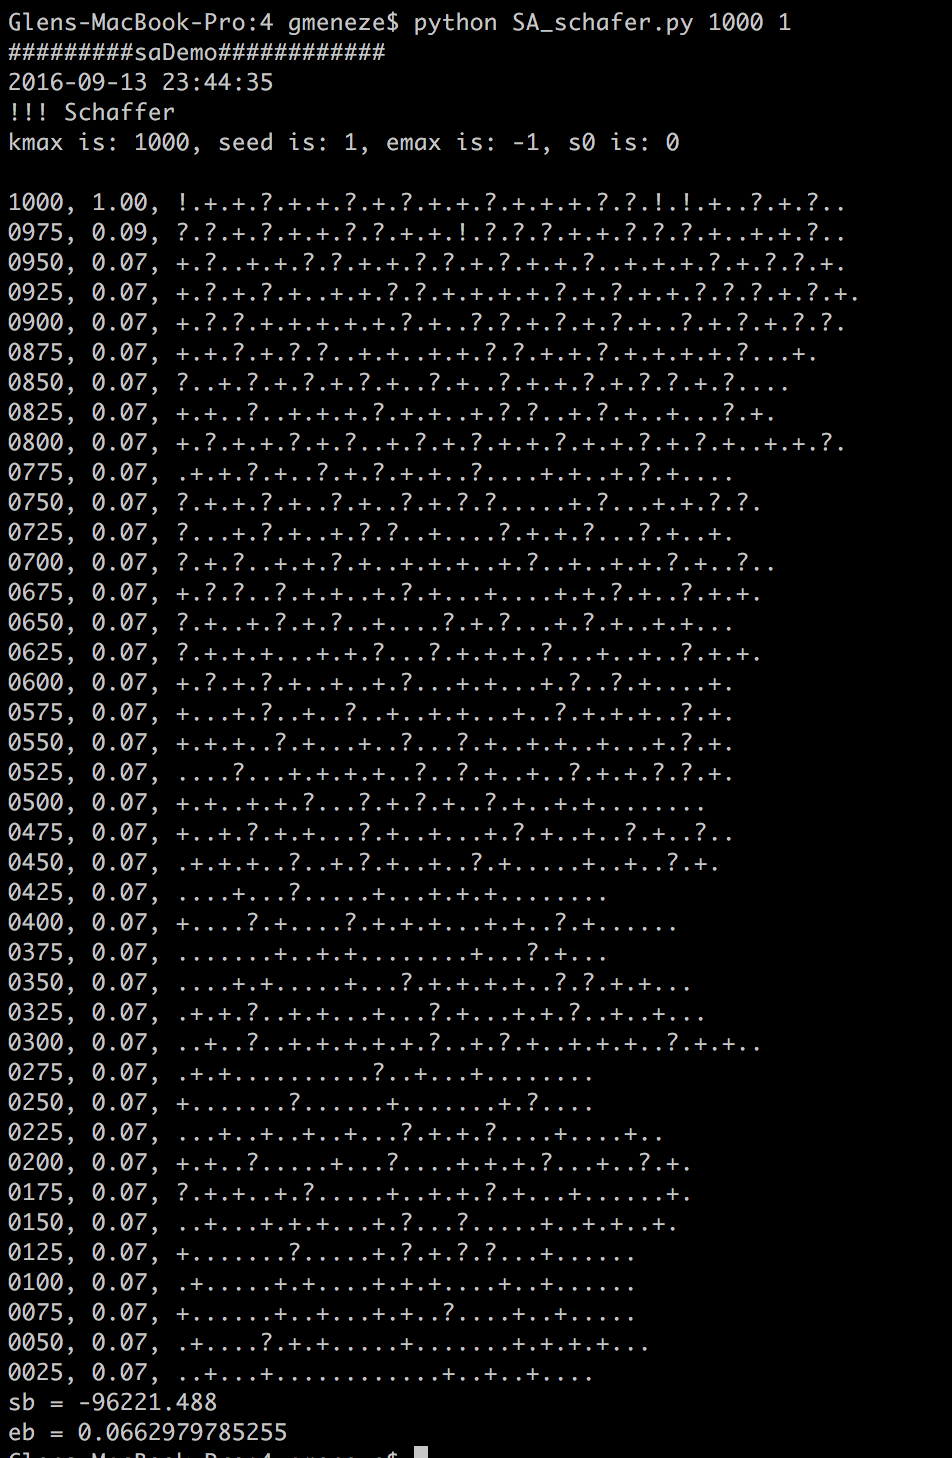 Glens-MacBook-Pro:4 gmeneze$ python SA_schafer.py 1000 1
#########saDemo############
2016-09-13 23:44:35
!!! Schaffer
kmax is: 1000, seed is: 1, emax is: -1, s0 is: 0
1000, 1.00, !.+.+.?.+.+.?.+.?.+.+.?.+.+.+.?.?.!.!.+..?.+.?..
0975, 0.09, ?.?.+.?.+.+.?.?.+.+.!.?.?.?.+.+.?.?.?.+..+.+.?..
0950, 0.07, +.?..+.+.?.?.+.+.?.?.+.?.+.+.?..+.+.+.?.+.?.?.+.
0925, 0.07, +.?.+.?.+..+.+.?.?.+.+.+.+.?.+.?.+.+.?.?.?.+.?.+.
0900, 0.07, +.?.?.+.+.+.+.+.?.+..?.?.+.?.+.?.+..?.+.?.+.?.?.
0875, 0.07, +.+.?.+.?.?..+.+..+.+.?.?.+.+.?.+.+.+.+.?...+.
0850, 0.07, ?..+.?.+.?.+.?.+..?.+..?.+.+.?.+.?.?.+.?....
0825, 0.07, +.+..?..+.+.+.?.+.+..+.?.?..+.?.+..+...?.+.
0800, 0.07, +.?.+.+.?.+.?..+.?.+.?.+.+.?.+.+.?.+.?.+..+.+.?.
0775, 0.07, .+.+.?.+..?.+.?.+.+..?....+.+..+.?.+....
0750, 0.07, ?.+.+.?.+..?.+..?.+.?.?.....+.?...+.+.?.?.
0725, 0.07, ?...+.?.+..+.?.?..+....?.+.+.?...?.+..+.
0700, 0.07, ?.+.?..+.+.?.+.+.+.+..+.?..+.+.+.?.+..?..
0675, 0.07, +.?.?..?.+.+..+.?.+...+....+.+.?.+..?.+.+.
0650, 0.07, ?.+..+.?.+.?..+....?.+.?...+.?.+..+.+...
0625, 0.07, ?.+.+.+...+.+.?...?.+.+.+.?...+..+..?.+.+.
0600, 0.07, +.?.+.?.+..+..+.?...+.+...+.?..?.+....+.
0575, 0.07, +...+.?..+..?..+..+.+...+..?.+.+.+..?.+.
0550, 0.07, +.+.+..?.+...+..?...?.+..+.+..+...+.?.+.
0525, 0.07, ....?...+.+.+.+..?..?.+..+..?.+.+.?.?.+.
0500, 0.07, +.+..+.+.?...?.+.?.+..?.+..+.+........
0475, 0.07, +..+.?.+.+...?.+..+...+.?.+..+..?.+..?..
0450, 0.07, .+.+.+..?..+.?.+..+..?.+.....+..+..?.+.
0425, 0.07, ....+...?.....+...+.+.+........
0400, 0.07, +....?.+....?.+.+.+...+.+..?.+......
0375, 0.07, .......+..+.+........+...?.+...
0350, 0.07, ....+.+.....+...?.+.+.+.+..?.?.+.+...
0325, 0.07, .+.+.?..+.+...+...?.+...+.+.?..+..+...
0300, 0.07, ..+..?..+.+.+.+.+.?..+.?.+..+.+.+..?.+.+..
0275, 0.07, .+.+..........?..+...+........
0250, 0.07, +.......?......+.......+.?....
0225, 0.07, ...+..+..+..+...?.+.+.?....+....+..
0200, 0.07, +.+..?.....+...?....+.+.+.?...+..?.+.
0175, 0.07, ?.+.+..+.?.....+..+.+.?.+...+......+.
0150, 0.07, ..+...+.+.+...+.?...?.....+..+.+..+.
0125, 0.07, +.......?.....+.?.+.?.?...+......
0100, 0.07, .+.....+.+....+.+.+....+..+......
0075, 0.07, +......+..+...+.+..?....+..+.....
0050, 0.07, .+....?.+.+.....+.......+.+.+.+...
0025, 0.07, ..+...+............+..+..+....
sb = -96221.488
eb = 0.0662979785255
Glens-MacBook-Pro:4 gmeneze$